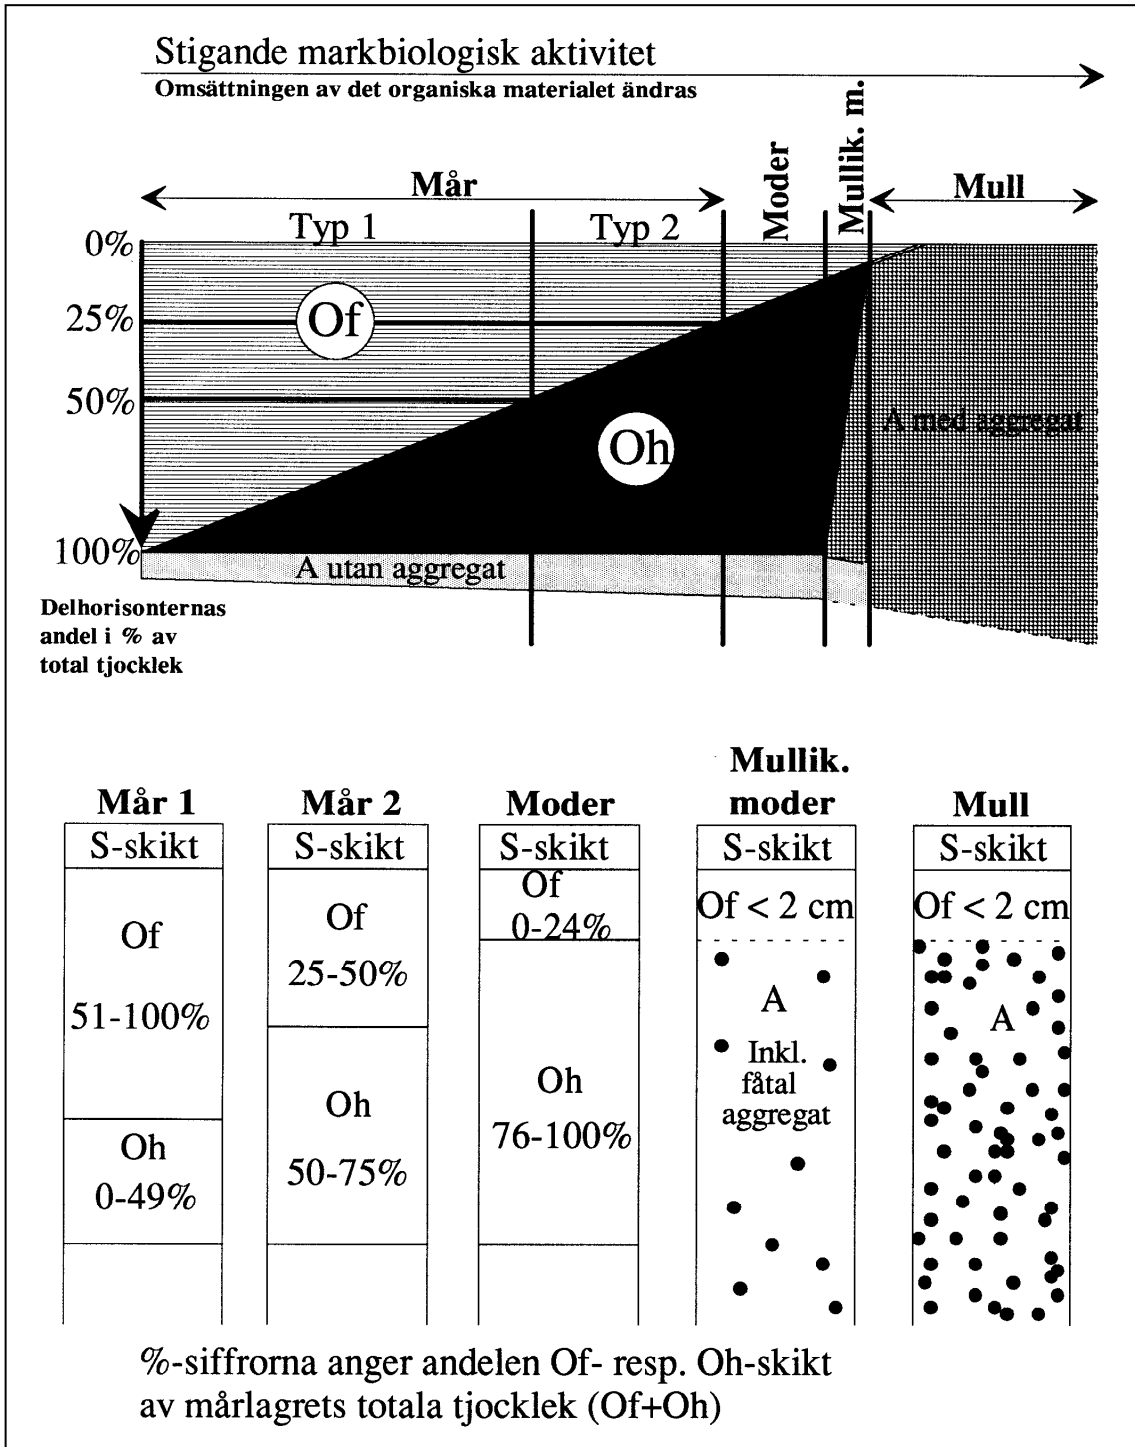 Stigande markbiologisk aktivitet
Omsättningen av det organiska materialet ändras
Mår
Moder
Mullik. m.
Mull
Typ 1
Typ 2
0%
25%
50%
100%
Of
Oh
A med aggregat
A utan aggregat
Delhorisonternas
andel i % av
total tjocklek
Mår 1
S-skikt
Of
51-100%
Oh
0-49%
Mår 2
S-skikt
Of
25-50%
Oh
50-75%
Moder
S-skikt
Of
0-24%
Oh
76-100%
Mullik.
moder
S-skikt
Of < 2 cm
A
Inkl.
fåtal
aggregat
Mull
S-skikt
Of < 2 cm
A
%-siffrorna anger andelen Of- resp. Oh-skikt
av mårlagrets totala tjocklek (Of+Oh)